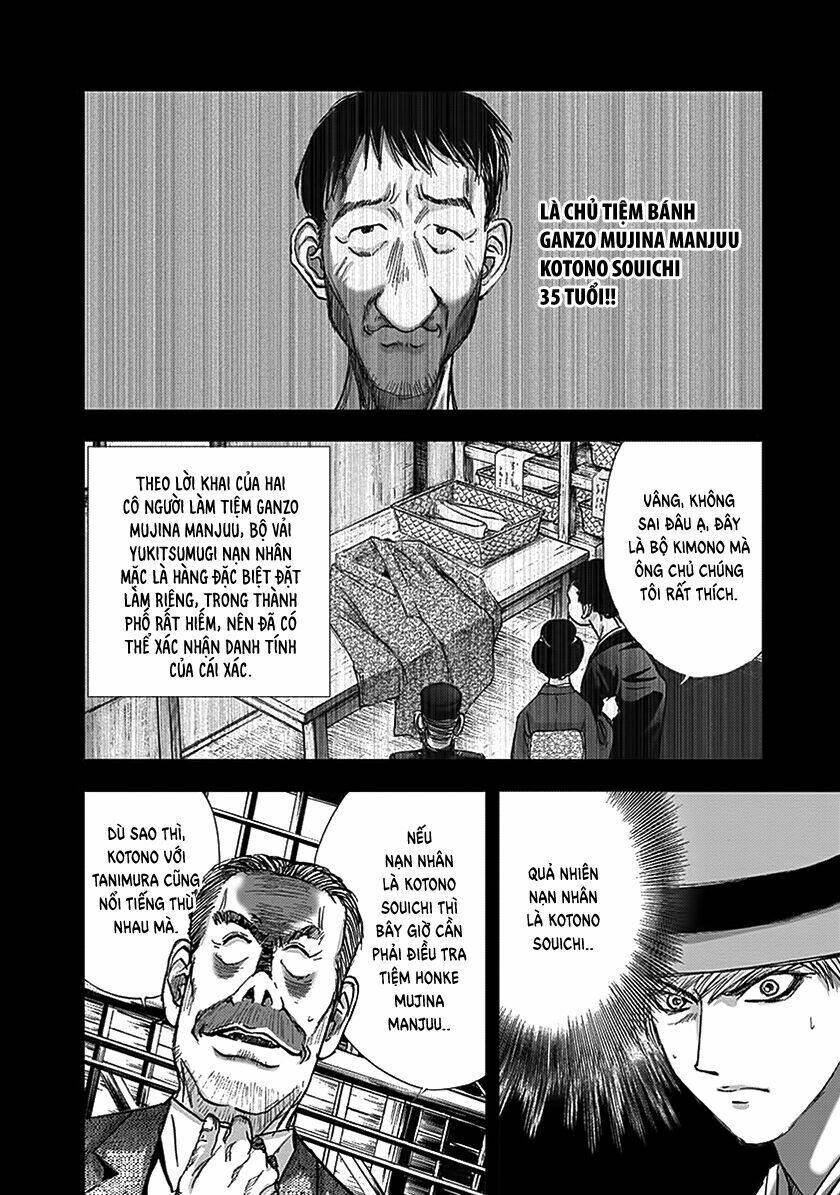 LÀ CHỦ TIỆM BÁNH
GANZO MUJINA MANJUU
KOTONO SOUICHI
35 TUỔI!!
THEO LỜI KHAI CỦA HAI
CÔ NGƯỜI LÀM TIỆM GANZO
MUJINA MANJUU, BỘ VẢI
YUKITSUMUGI NẠN NHÂN
MẶC LÀ HÀNG ĐẶC BIỆT ĐẶT
LÀM RIÊNG, TRONG THÀNH
PHỐ RẤT HIẾM, NÊN ĐÃ CÓ
THỂ XÁC NHẬN DANH TÍNH
CỦA CÁI XÁC.
VÂNG, KHÔNG
SAI ĐÂU Ạ, ĐÂY
LÀ BỘ KIMONO MÀ
ÔNG CHỦ CHÚNG
TÔI RẤT THÍCH.
DÙ SAO THÌ,
KOTONO VỚI
TANIMURA CŨNG
NỔI TIẾNG THÙ
NHAU MÀ.
NẾU
NẠN NHÂN
LÀ KOTONO
SOUICHI THÌ
BÂY GIỜ CẦN
PHẢI ĐIỀU TRA
TIỆM HONKE
MUJINA
MANJUU..
QUẢ NHIÊN
NẠN NHÂN
LÀ KOTONO
SOUICHI..